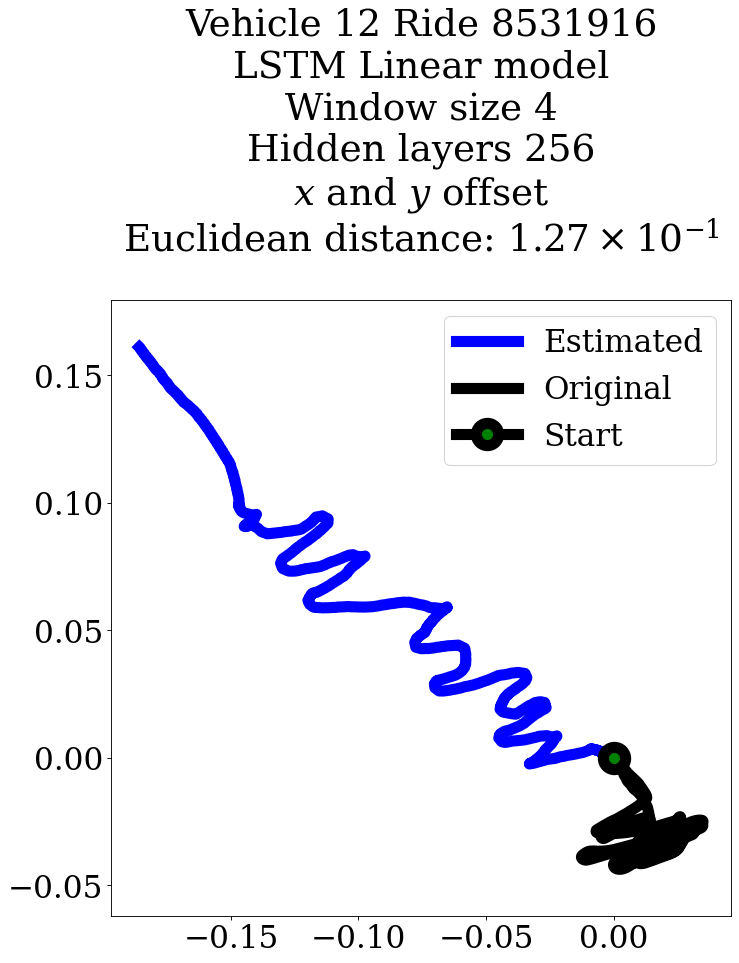 Vehicle 12 Ride 8531916
LSTM Linear model
Window size 4
Hidden layers 256
x and y offset
Euclidean distance: 1.27 × 10⁻¹
Estimated
Original
Start
0.15
0.10
0.05
0.00
−0.05
−0.15 −0.10 −0.05 0.00